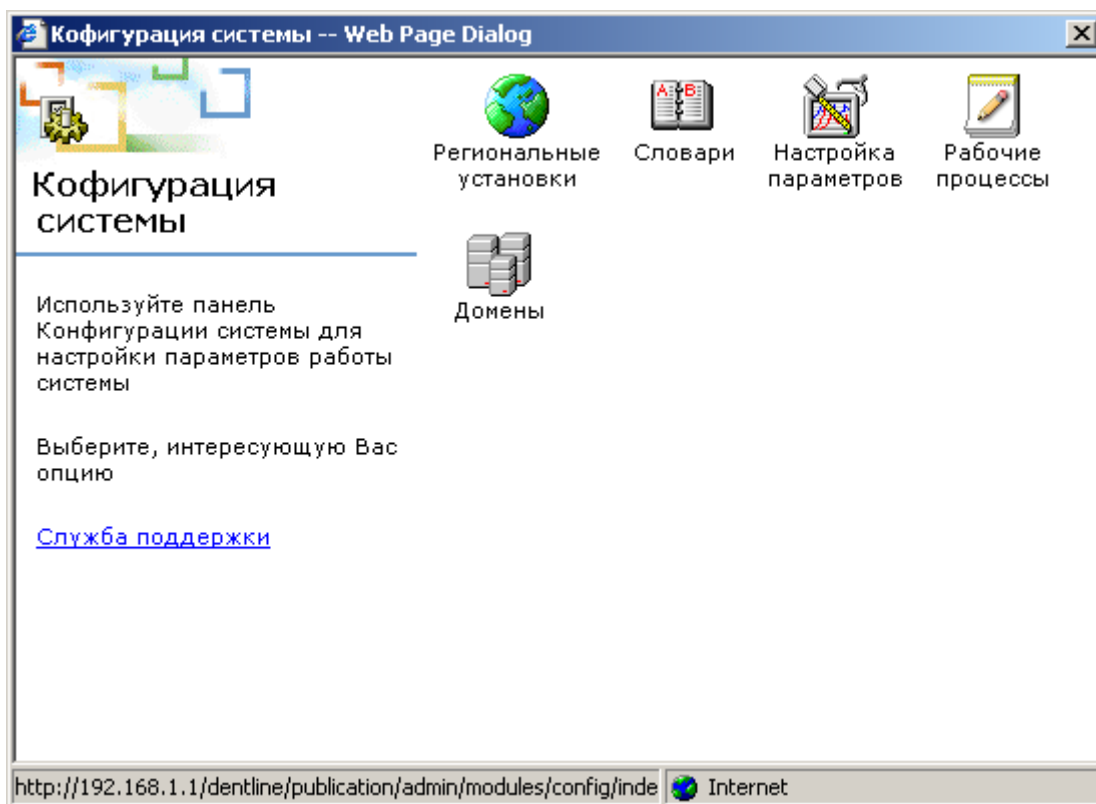 Кофигурация системы -- Web Page Dialog
Кофигурация
системы
Используйте панель
Конфигурации системы для
настройки параметров работы
системы
Выберите, интересующую Вас
опцию
Служба поддержки
Региональные
установки
A B
Словари
Настройка
параметров
Рабочие
процессы
Домены
http://192.168.1.1/dentline/publication/admin/modules/config/inde
Internet